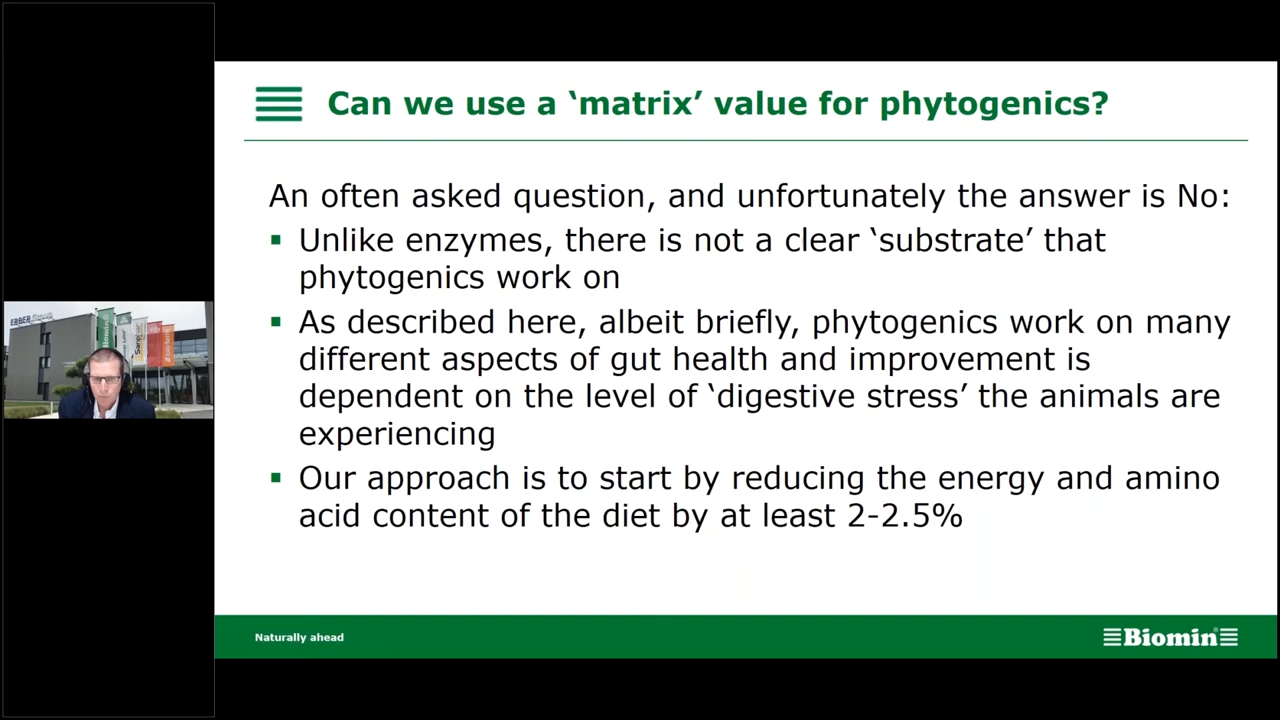 Can we use a ‘matrix’ value for phytogenics?
An often asked question, and unfortunately the answer is No:
Unlike enzymes, there is not a clear ‘substrate’ that
phytogenics work on
As described here, albeit briefly, phytogenics work on many
different aspects of gut health and improvement is
dependent on the level of ‘digestive stress’ the animals are
experiencing
Our approach is to start by reducing the energy and amino
acid content of the diet by at least 2-2.5%
ERBER
Biomin
Naturally ahead
Biomin